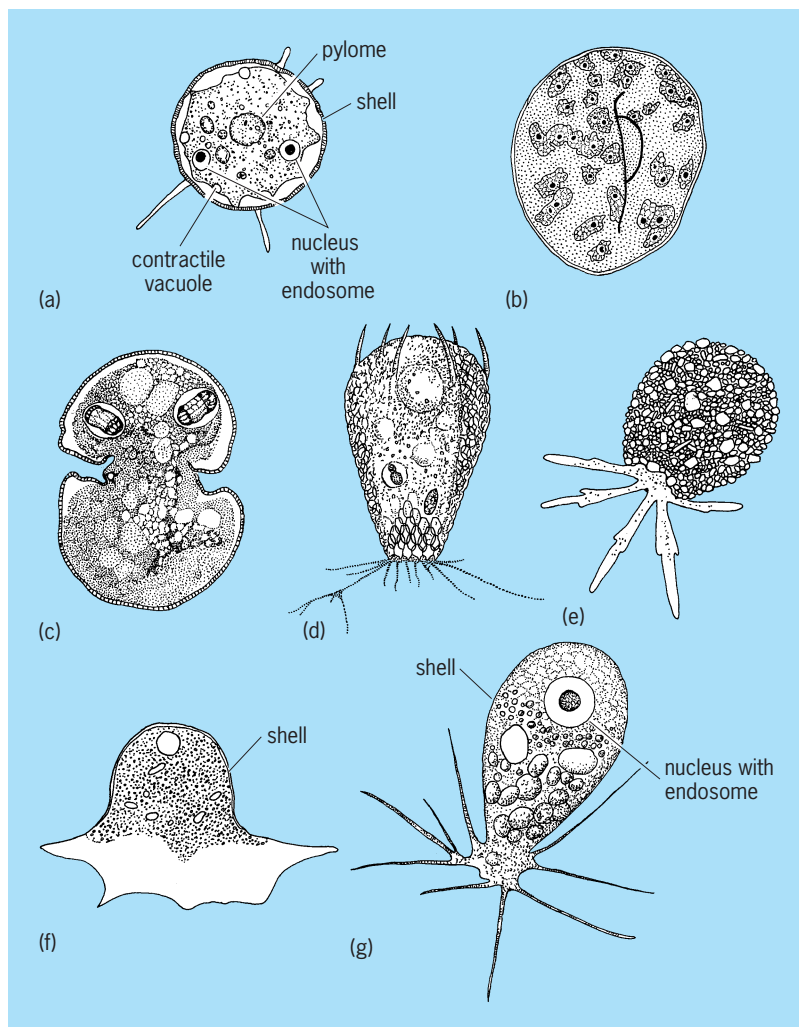 pylome
shell
contractile
vacuole
nucleus
with
endosome
(a)
(b)
(c)
(d)
(e)
shell
(f)
shell
nucleus with
endosome
(g)